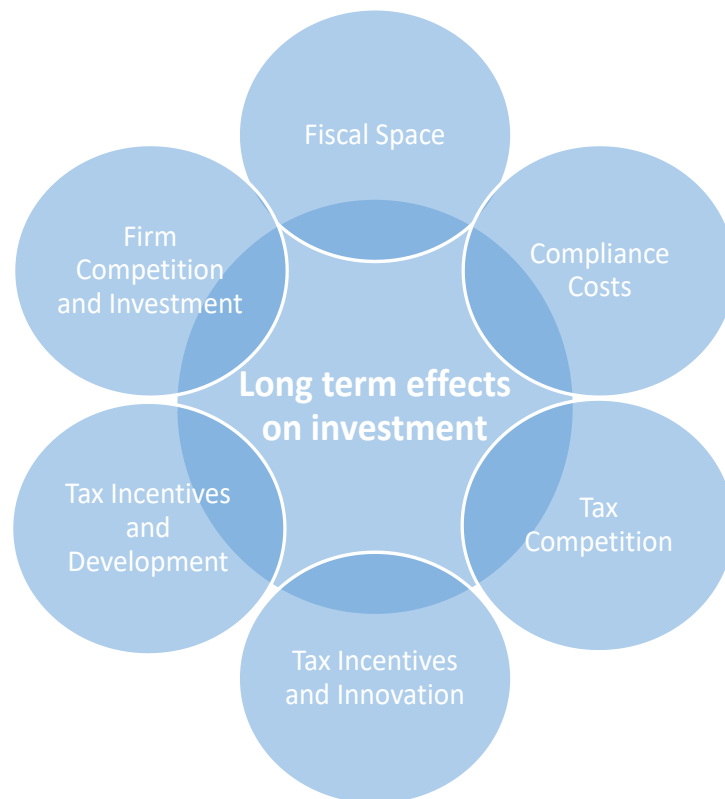 Fiscal Space
Compliance
Costs
Tax
Competition
Tax Incentives
and Innovation
Tax Incentives
and
Development
Firm
Competition
and Investment
Long term effects
on investment